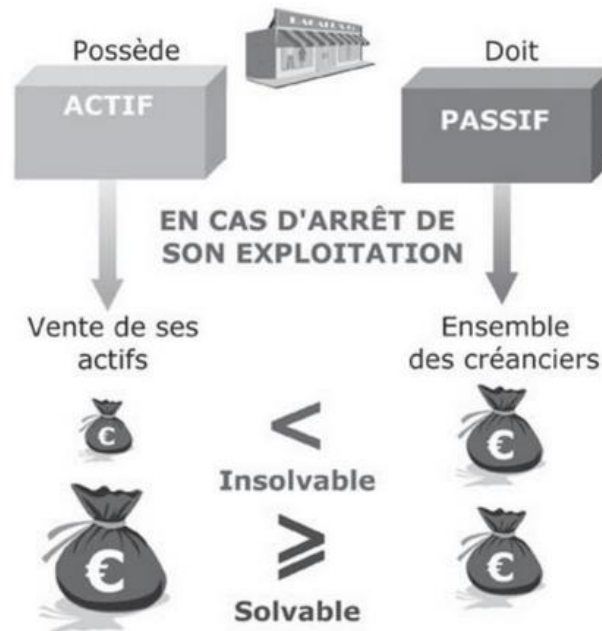 Possède
Doit
ACTIF
PASSIF
EN CAS D'ARRÊT DE
SON EXPLOITATION
Vente de ses
actifs
Ensemble
des créanciers
€
<
€
Insolvable
€
⩾
€
Solvable